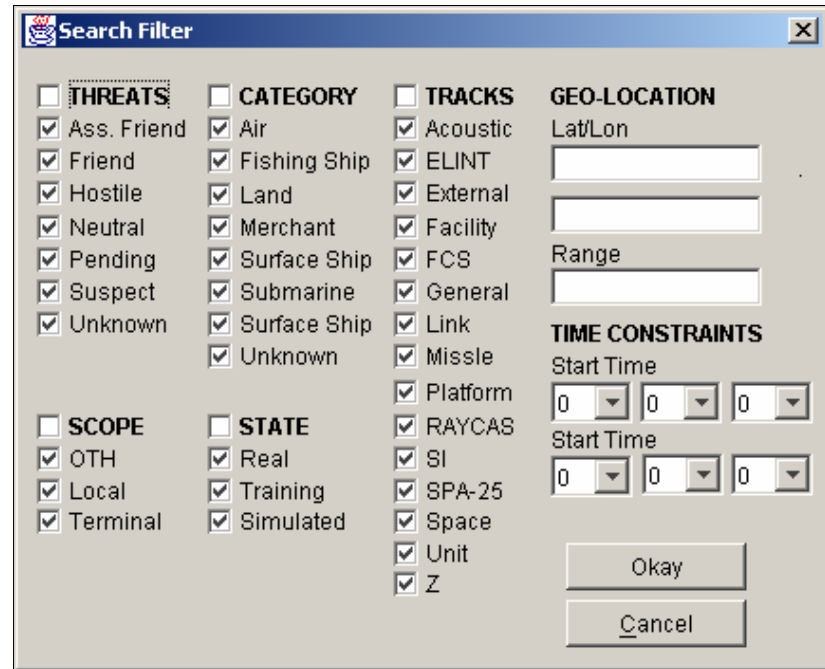 Search Filter
THREATS
Ass. Friend
Friend
Hostile
Neutral
Pending
Suspect
Unknown
CATEGORY
Air
Fishing Ship
Land
Merchant
Surface Ship
Submarine
Surface Ship
Unknown
TRACKS
Acoustic
ELINT
External
Facility
FCS
General
Link
Missle
Platform
RAYCAS
SI
SPA-25
Space
Unit
Z
SCOPE
OTH
Local
Terminal
STATE
Real
Training
Simulated
GEO-LOCATION
Lat/Lon
Range
TIME CONSTRAINTS
Start Time
0 0 0
Start Time
0 0 0
Okay
Cancel